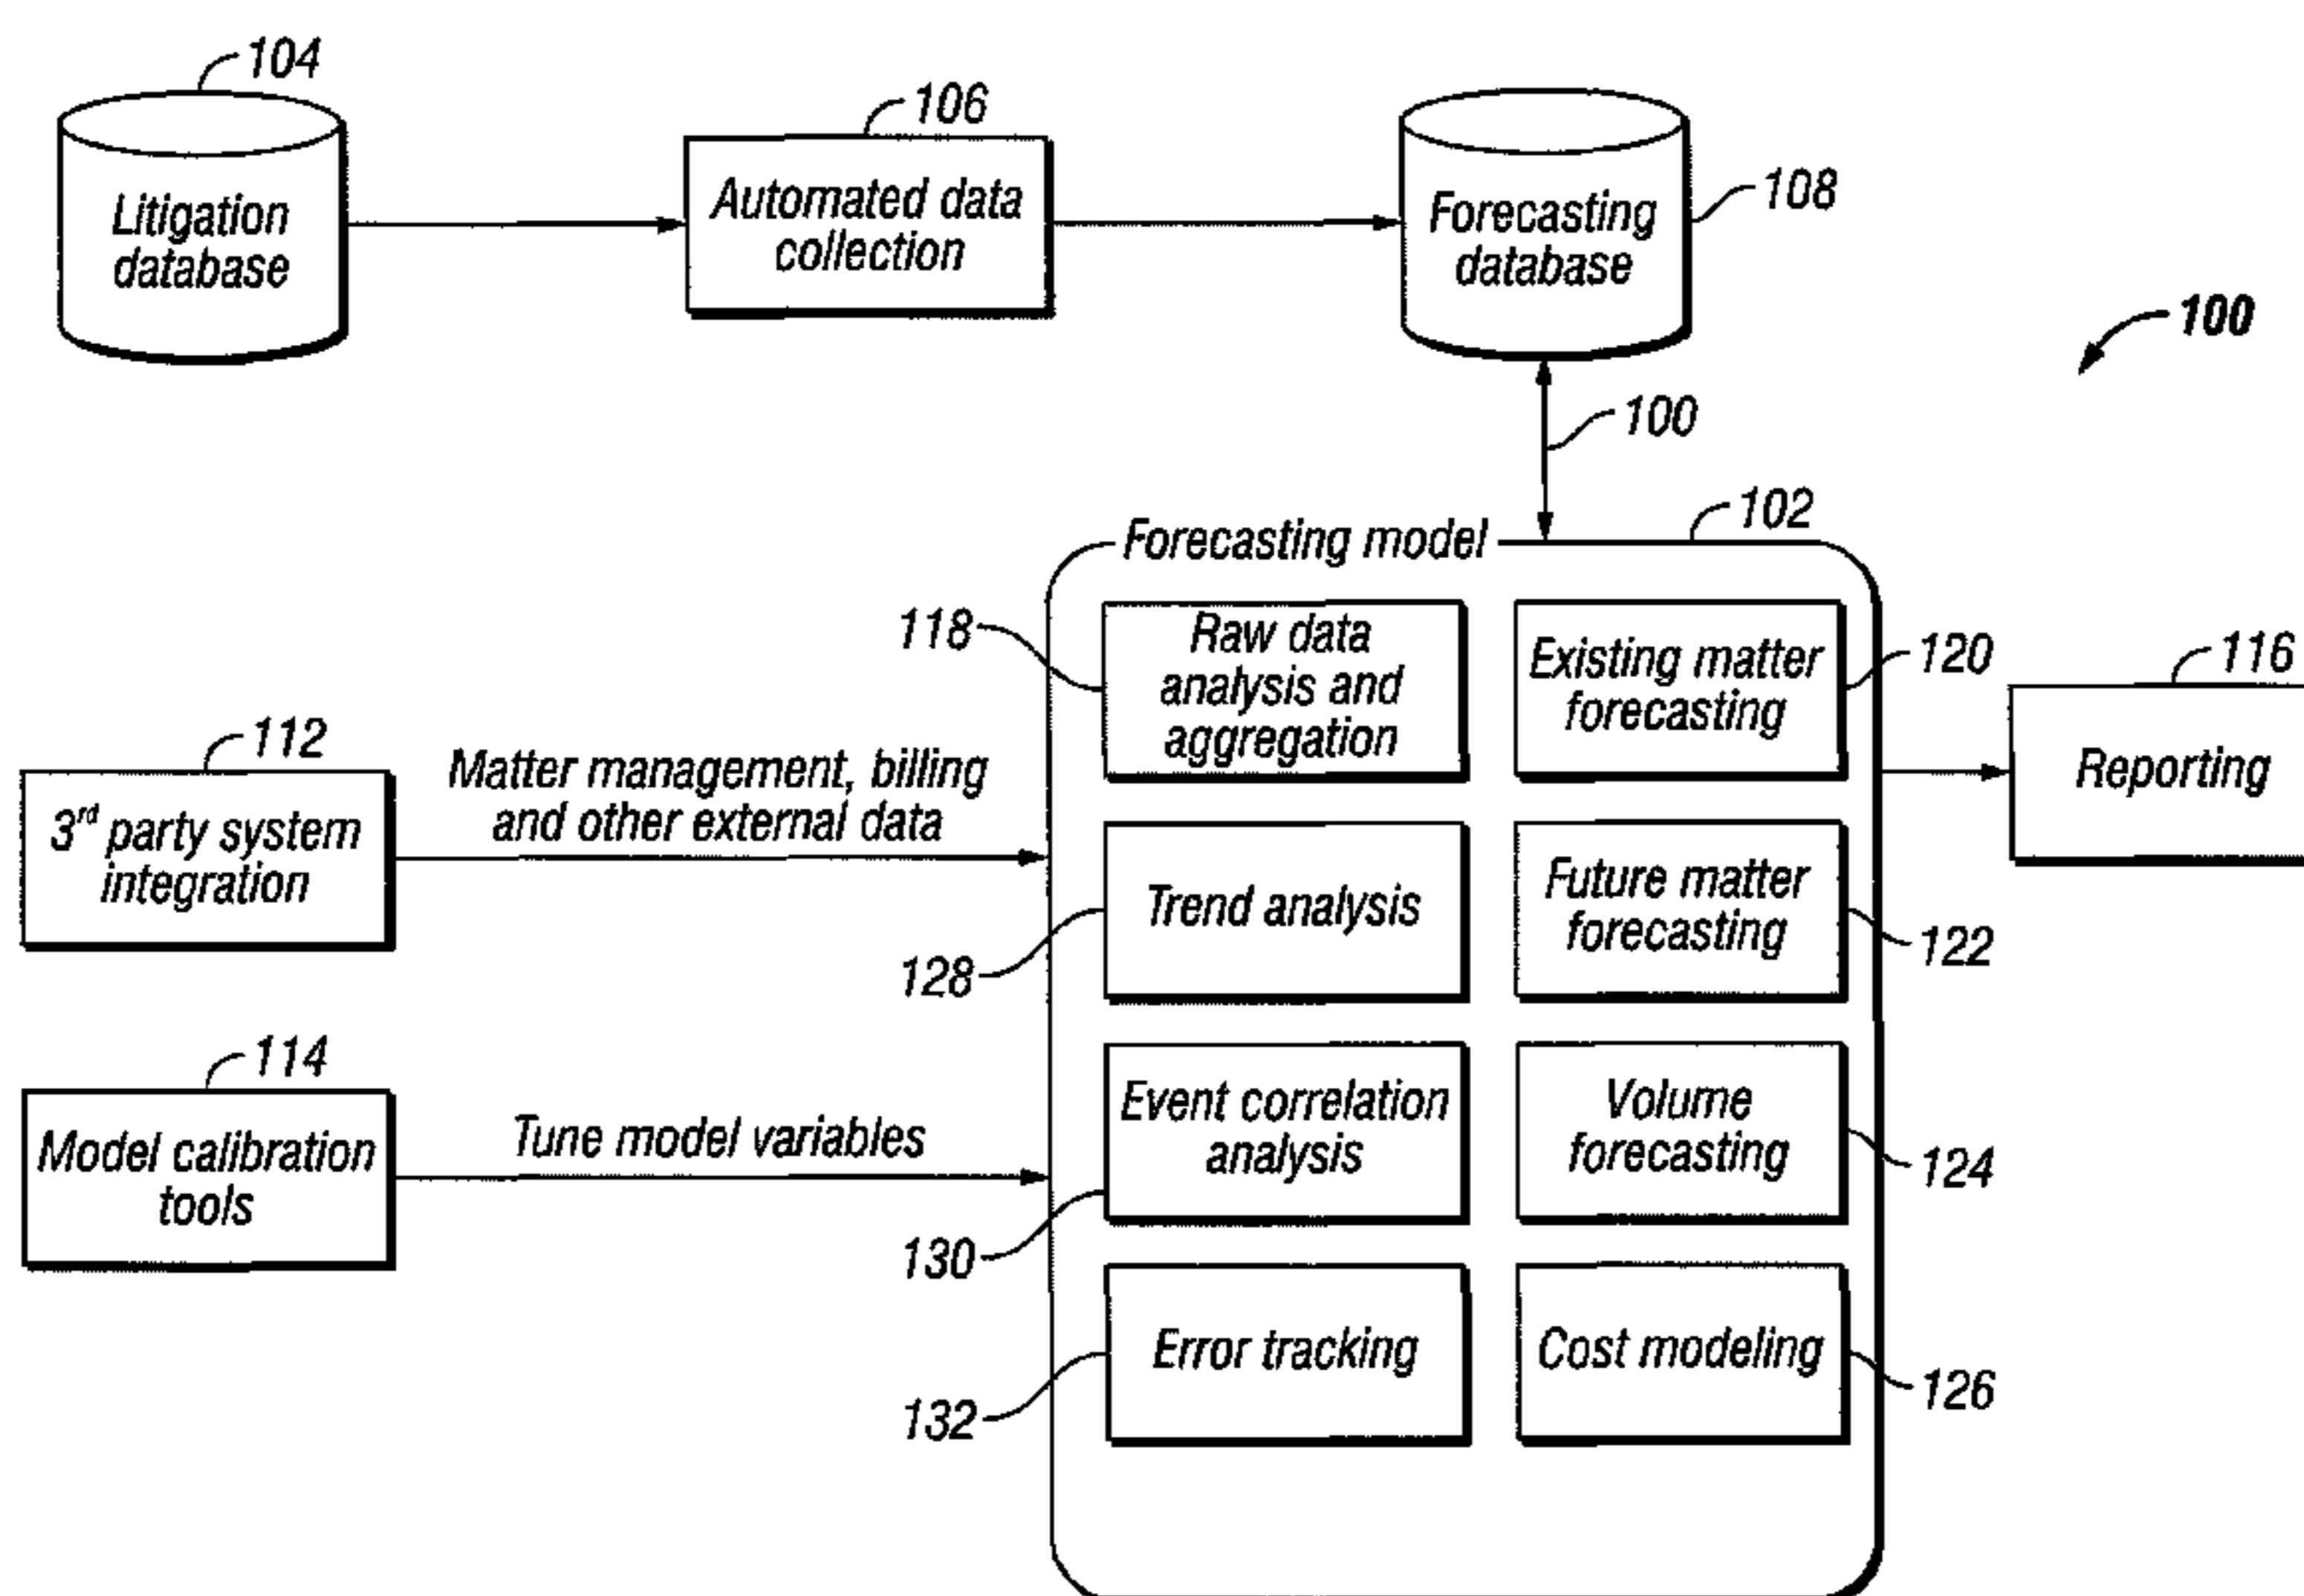 104
106
Litigation
database
Automated data
collection
Forecasting
database
108
100
100
102
Forecasting model
118
Raw data
analysis and
aggregation
Existing matter
forecasting
120
116
Reporting
112
3rd party system
integration
Matter management, billing
and other external data
128
Trend analysis
Future matter
forecasting
122
114
Model calibration
tools
Tune model variables
130
Event correlation
analysis
Volume
forecasting
124
132
Error tracking
Cost modeling
126